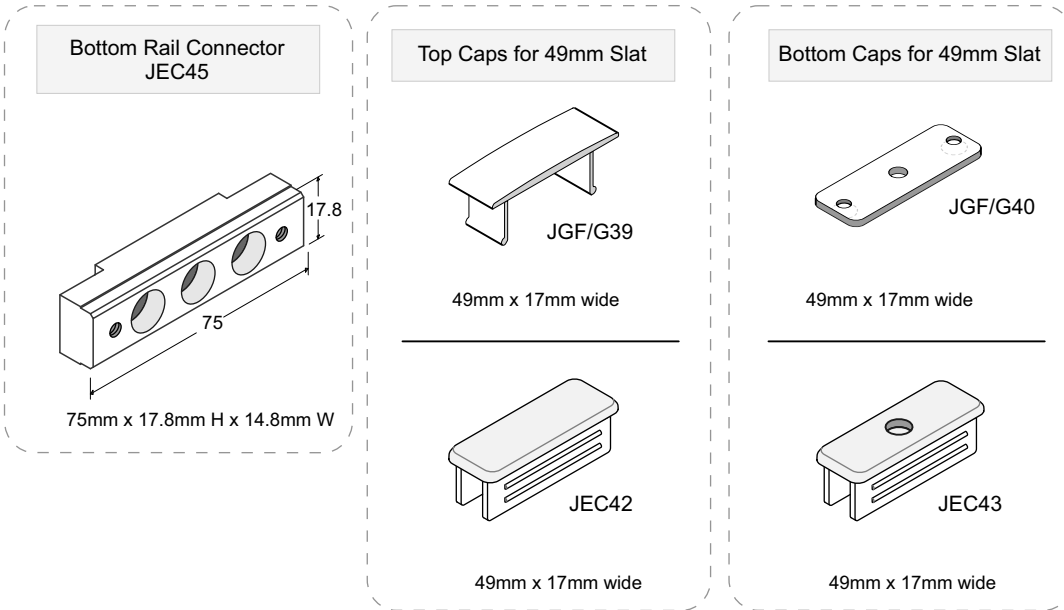 Bottom Rail Connector
JEC45
17.8
75
75mm x 17.8mm H x 14.8mm W
Top Caps for 49mm Slat
JGF/G39
49mm x 17mm wide
JEC42
49mm x 17mm wide
Bottom Caps for 49mm Slat
JGF/G40
49mm x 17mm wide
JEC43
49mm x 17mm wide